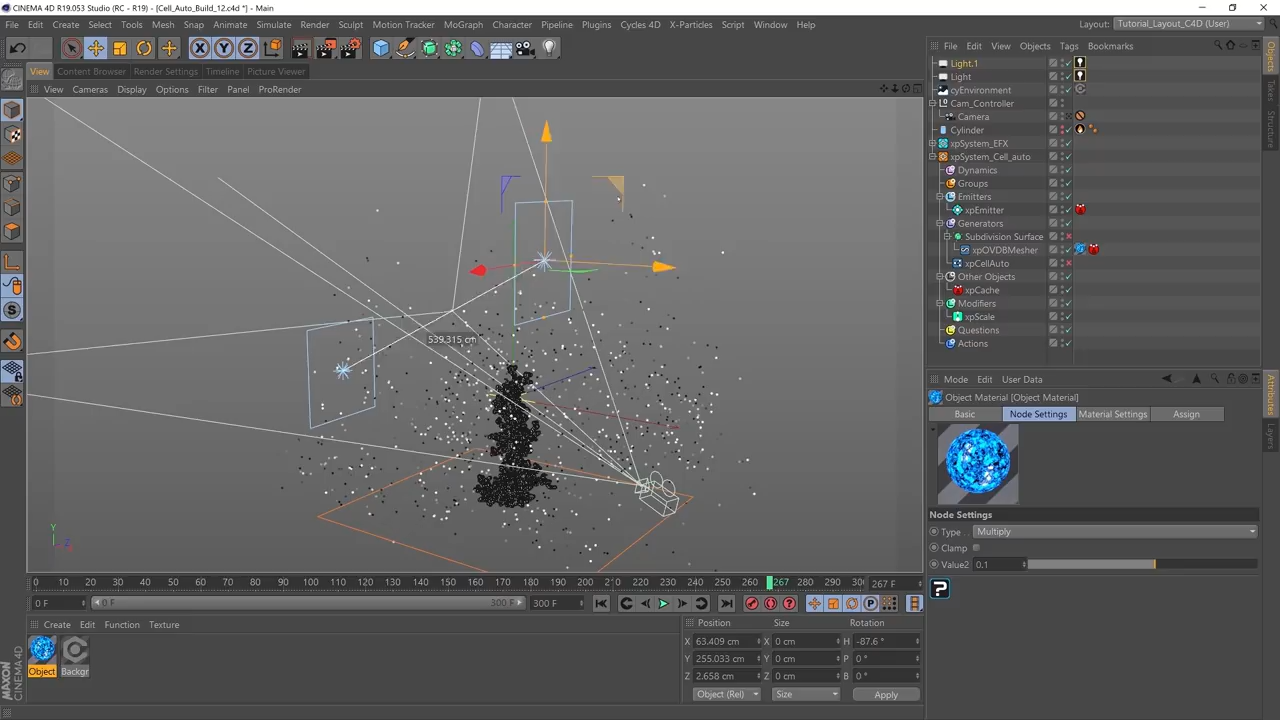 CINEMA 4D R19.053 Studio (RC - R19) - [Cell_Auto_Build_12.c4d *] - Main
File Edit Create Select Tools Mesh Snap Animate Simulate Render Sculpt Motion Tracker MoGraph Character Pipeline Plugins Cycles 4D X-Particles Script Window Help
Layout: Tutorial_Layout_C4D (User)
X Y Z
View Content Browser Render Settings Timeline Picture Viewer
View Cameras Display Options Filter Panel ProRender
539.315 cm
Y
Z
File Edit View Objects Tags Bookmarks
Light.1
Light
cyEnvironment
Cam_Controller
Camera
Cylinder
xpSystem_EFX
xpSystem_Cell_auto
Dynamics
Groups
Emitters
xpEmitter
Generators
Subdivision Surface
xpOVDBMesher
xpCellAuto
Other Objects
xpCache
Modifiers
xpScale
Questions
Actions
Objects
Takes
Structure
Mode Edit User Data
Object Material [Object Material]
Basic Node Settings Material Settings Assign
Node Settings
Type Multiply
Clamp
Value2 0.1
Attributes
Layers
0 10 20 30 40 50 60 70 80 90 100 110 120 130 140 150 160 170 180 190 200 210 220 230 240 250 260 267 280 290 30 267 F
0 F 0 F 300 F 300 F
Create Edit Function Texture
Object Backgr
Position Size Rotation
X 63.409 cm X 0 cm H -87.6 °
Y 255.033 cm Y 0 cm P 0 °
Z 2.658 cm Z 0 cm B 0 °
Object (Rel) Size Apply
MAXON CINEMA 4D